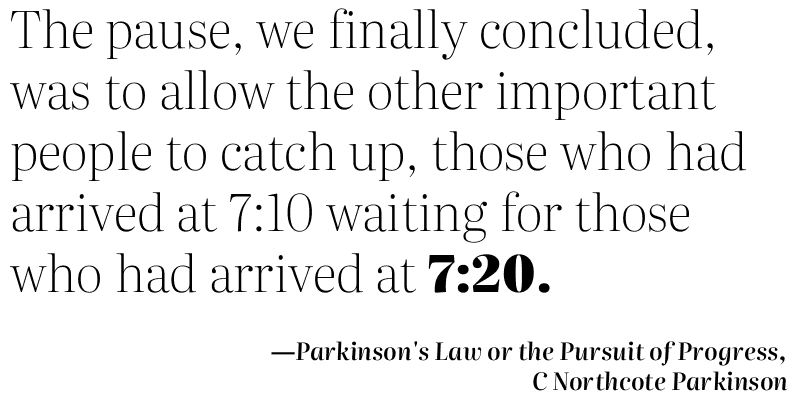 The pause, we finally concluded,
was to allow the other important
people to catch up, those who had
arrived at 7:10 waiting for those
who had arrived at 7:20.
—Parkinson's Law or the Pursuit of Progress,
C Northcote Parkinson